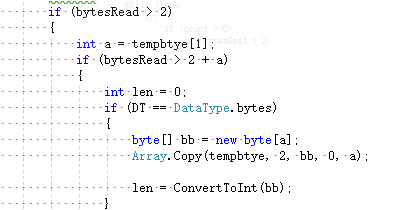 if (bytesRead > 2)
{
int a = tempbtye[1];
if (bytesRead > 2 + a)
{
int len = 0;
if (DT == DataType.bytes)
{
byte[] bb = new byte[a];
Array.Copy(tempbtye, 2, bb, 0, a);
len = ConvertToInt(bb);
}